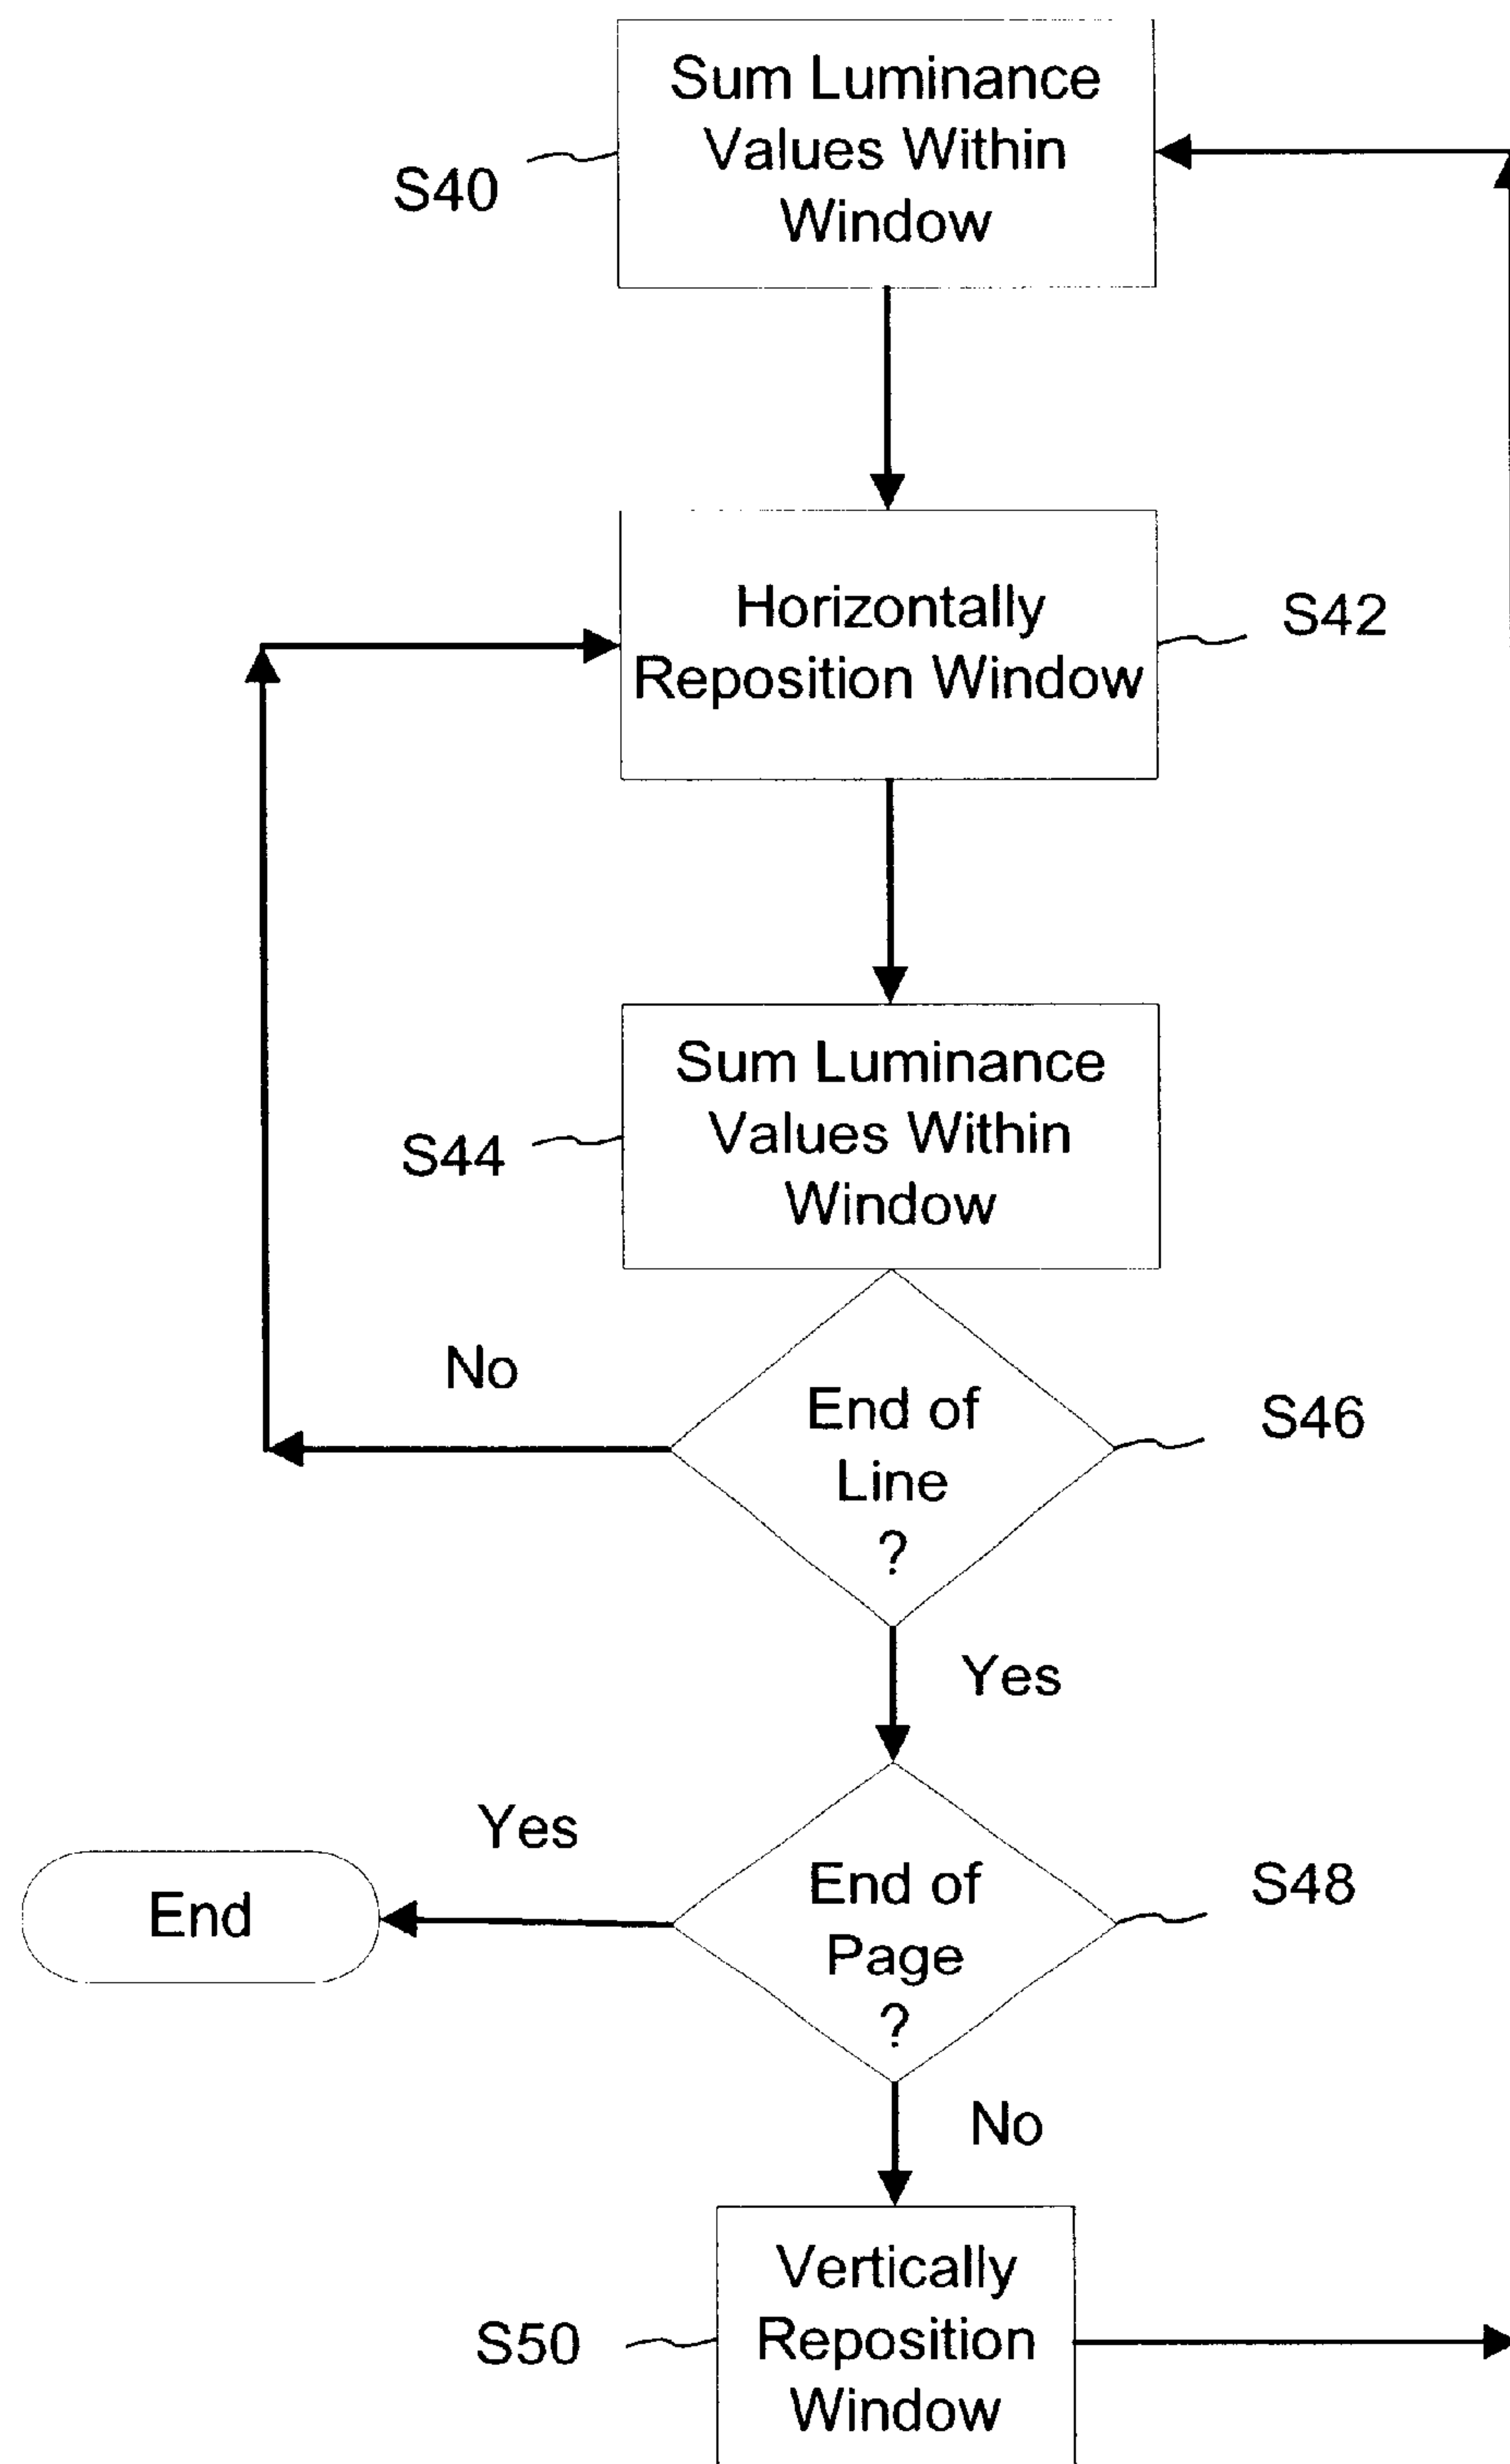 Sum Luminance
Values Within
Window
S40
Horizontally
Reposition Window
S42
Sum Luminance
Values Within
Window
S44
No
End of
Line
?
S46
Yes
Yes
End
End of
Page
?
S48
No
Vertically
Reposition
Window
S50